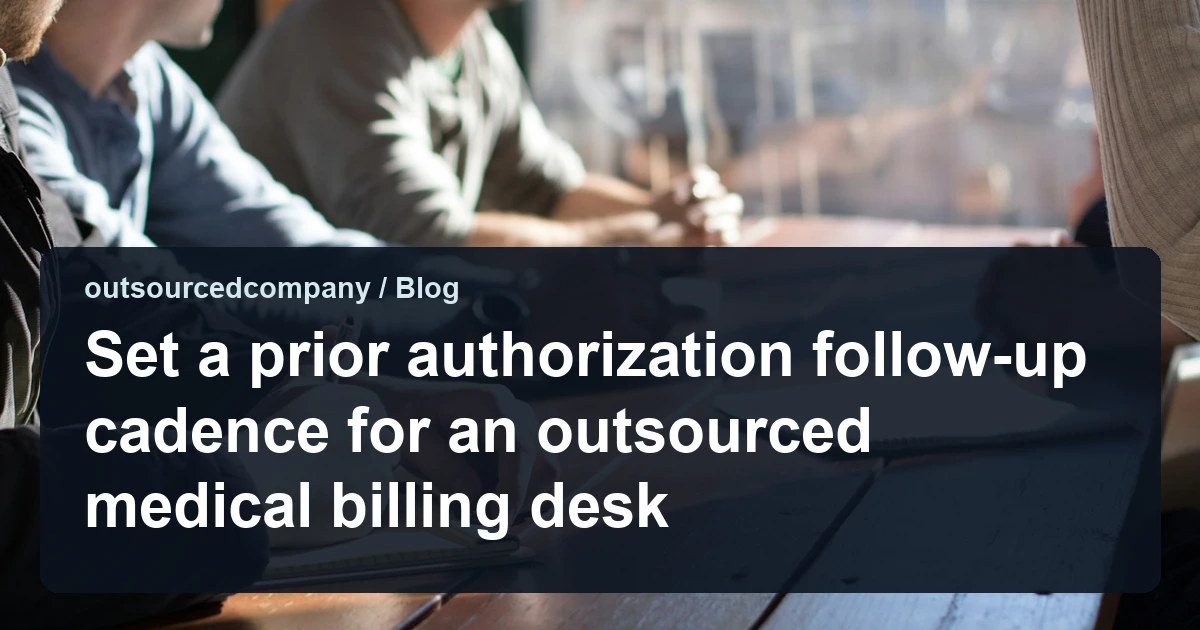 outsourcedcompany / Blog
Set a prior authorization follow-up
cadence for an outsourced
medical billing desk